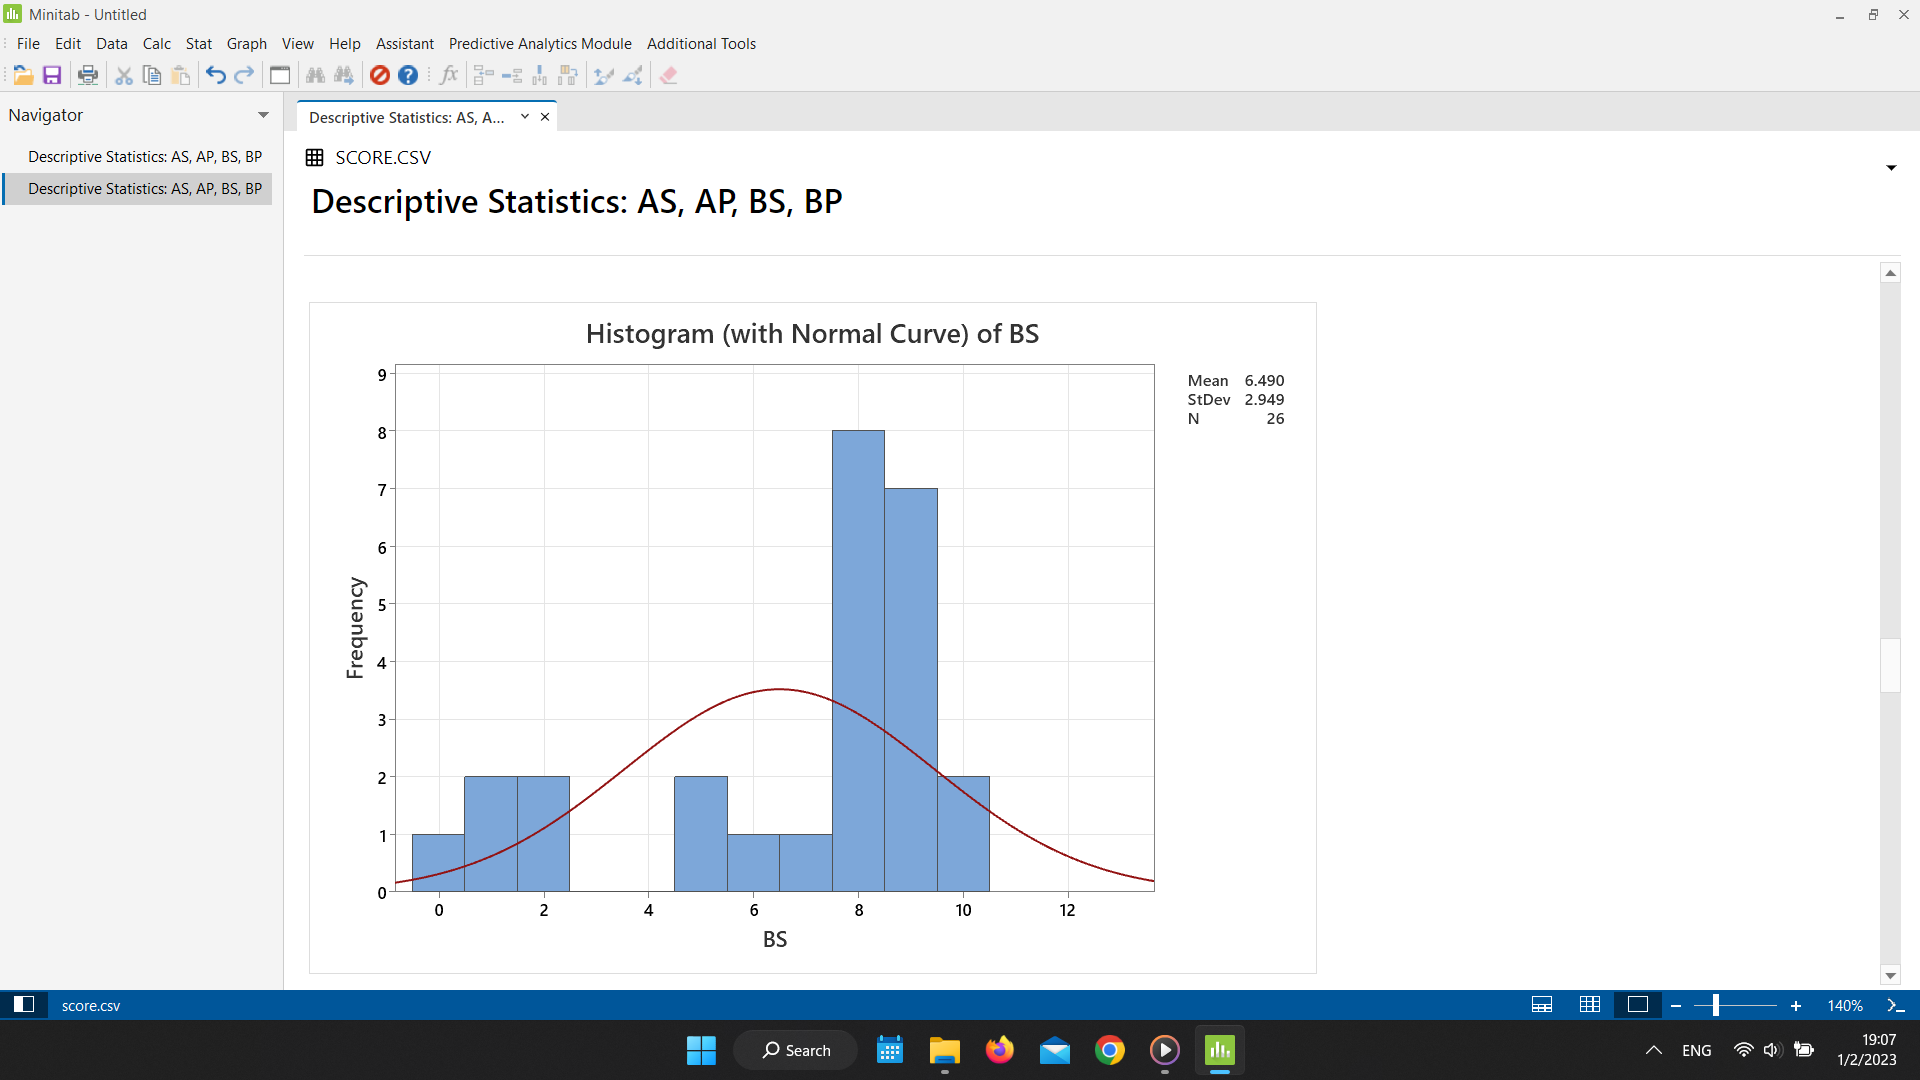 Minitab - Untitled
File Edit Data Calc Stat Graph View Help Assistant Predictive Analytics Module Additional Tools
Navigator
Descriptive Statistics: AS, AP, BS, BP
Descriptive Statistics: AS, AP, BS, BP
Descriptive Statistics: AS, A...
SCORE.CSV
Descriptive Statistics: AS, AP, BS, BP
Histogram (with Normal Curve) of BS
Mean 6.490
StDev 2.949
N 26
Frequency
9
8
7
6
5
4
3
2
1
0
0 2 4 6 8 10 12
BS
score.csv
140%
Search
ENG
19:07
1/2/2023